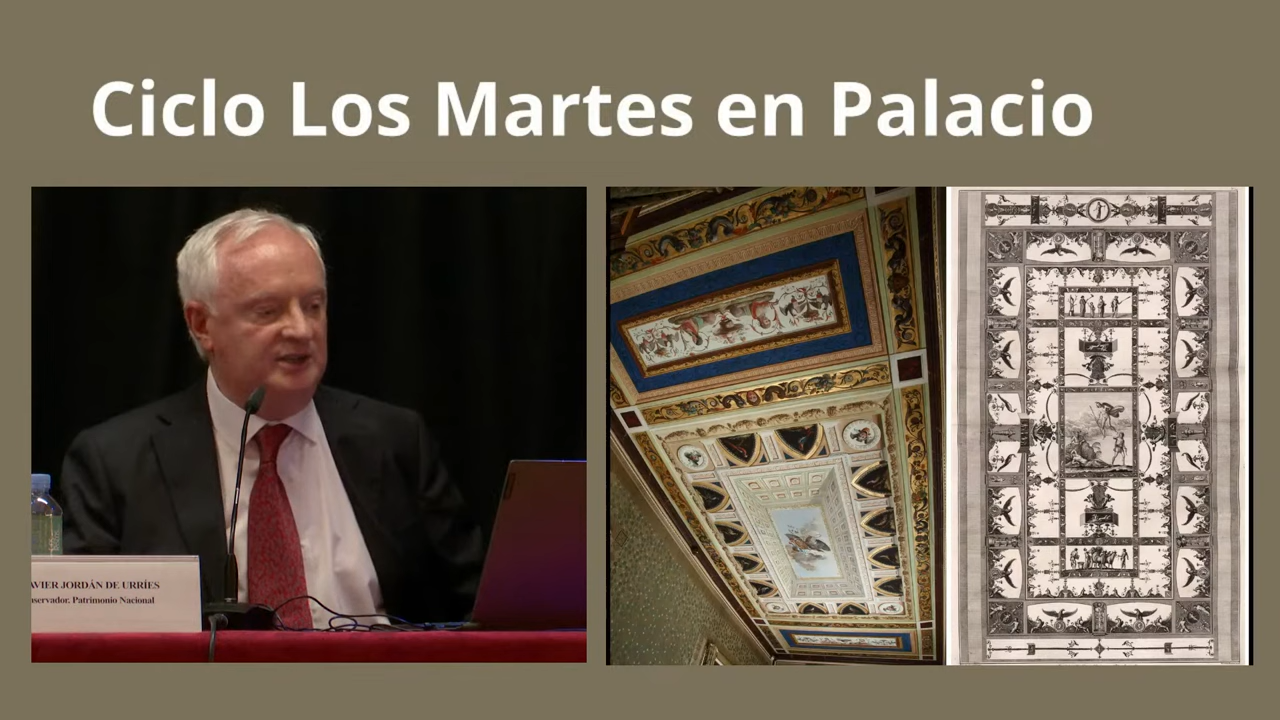 Ciclo Los Martes en Palacio
AVIER JORDÁN DE URRÍES
nservador. Patrimonio Nacional